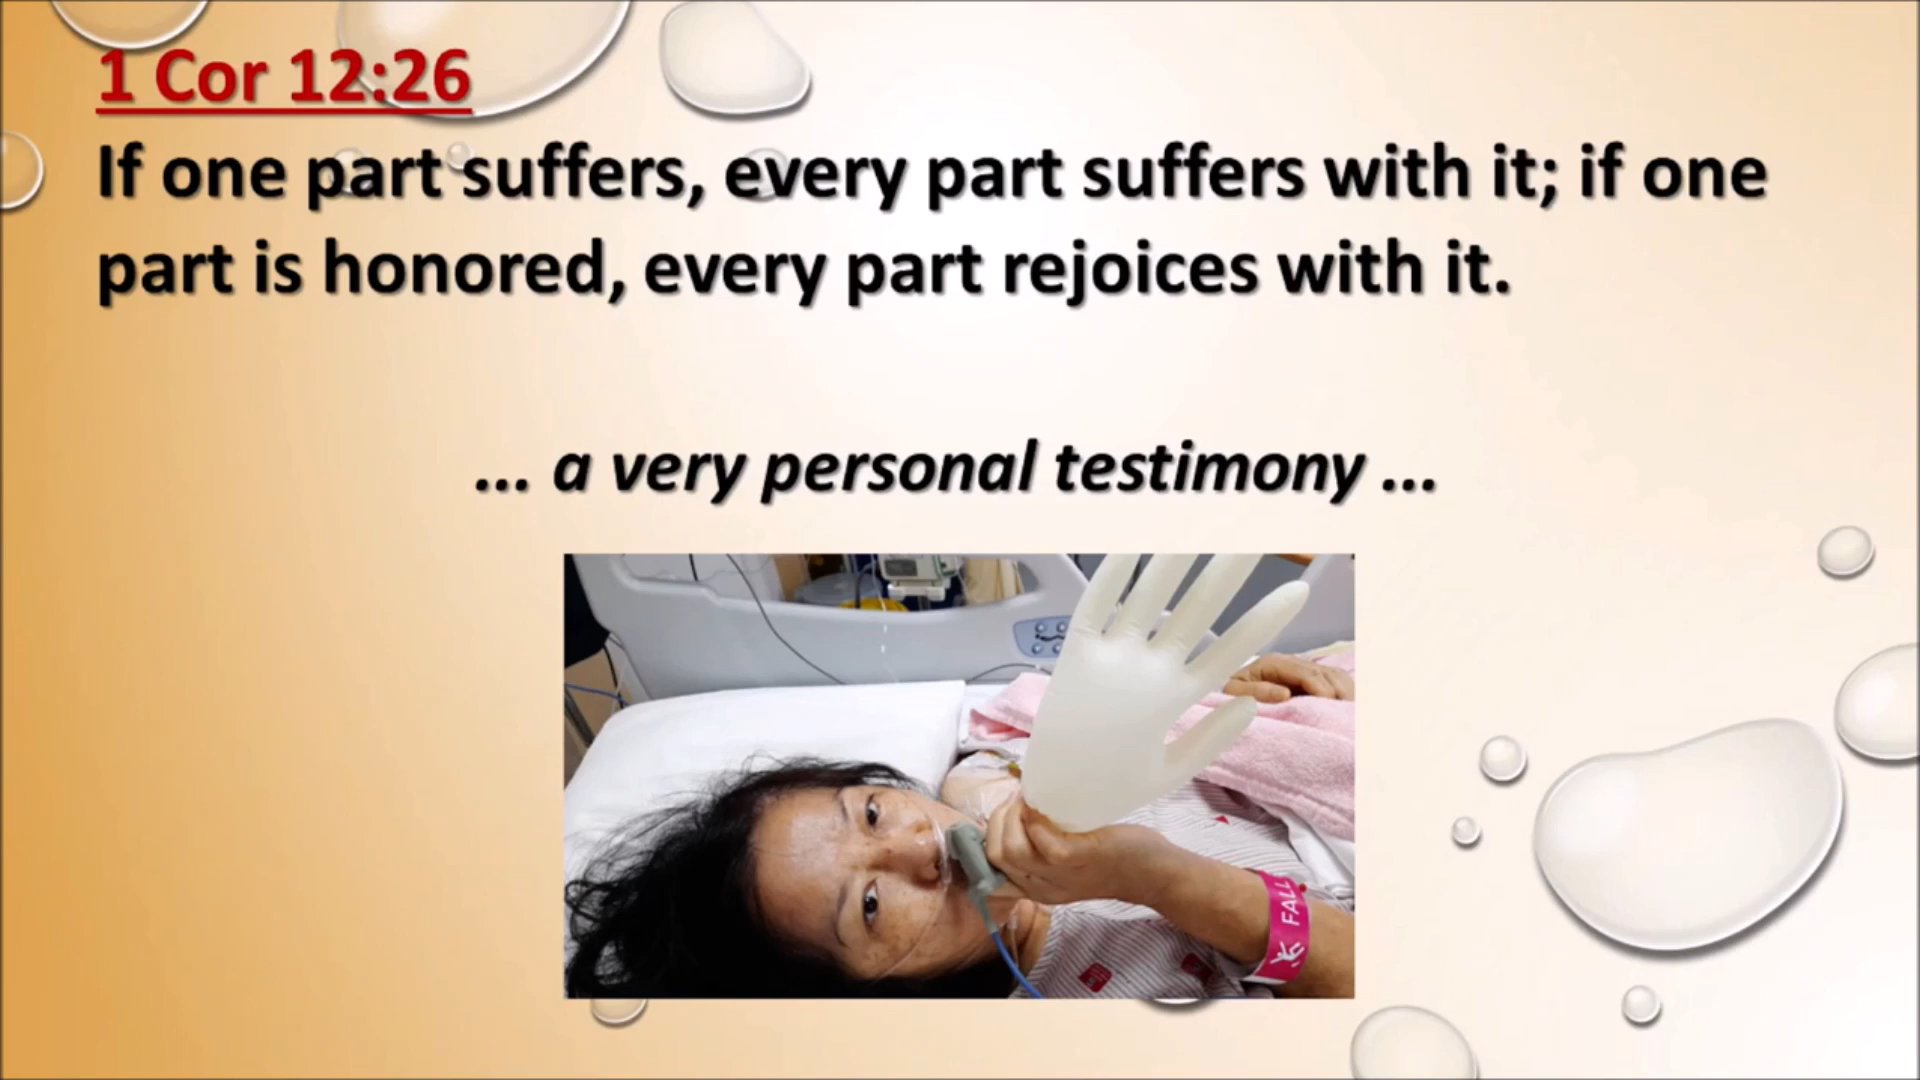 1 Cor 12:26
If one part suffers, every part suffers with it; if one
part is honored, every part rejoices with it.
... a very personal testimony ...
FALL